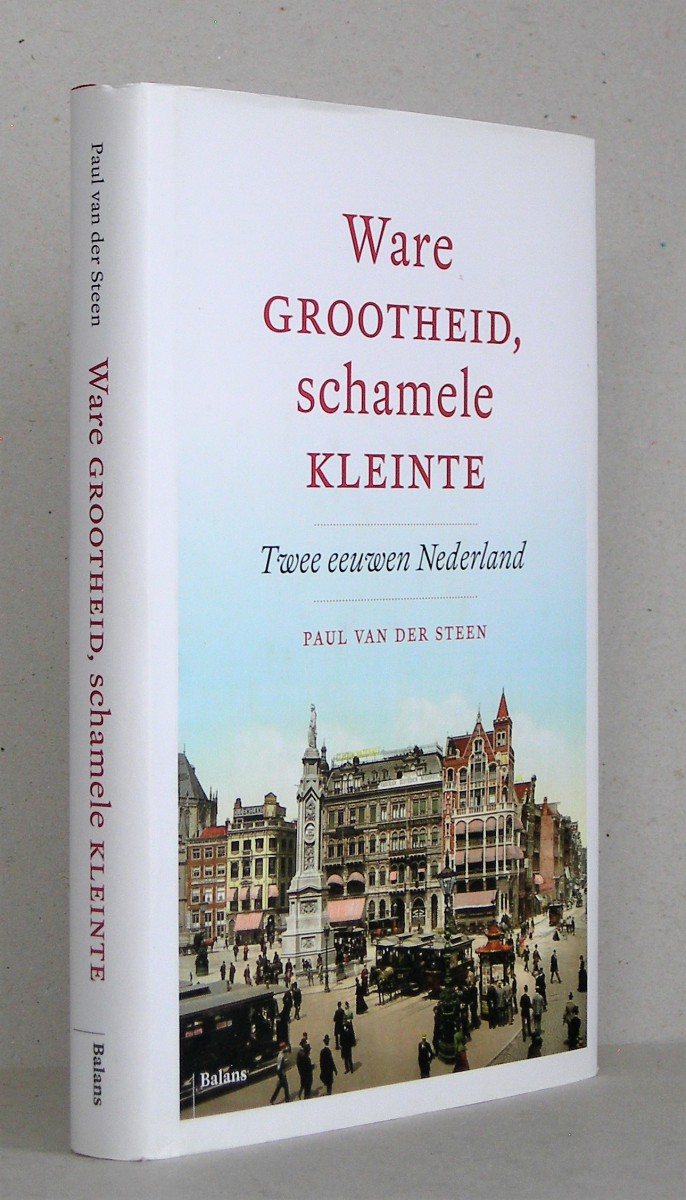 Paul van der Steen Ware GROOTHEID, schamele KLEINTE Balans
Ware
GROOTHEID,
schamele
KLEINTE
Twee eeuwen Nederland
PAUL VAN DER STEEN
Balans